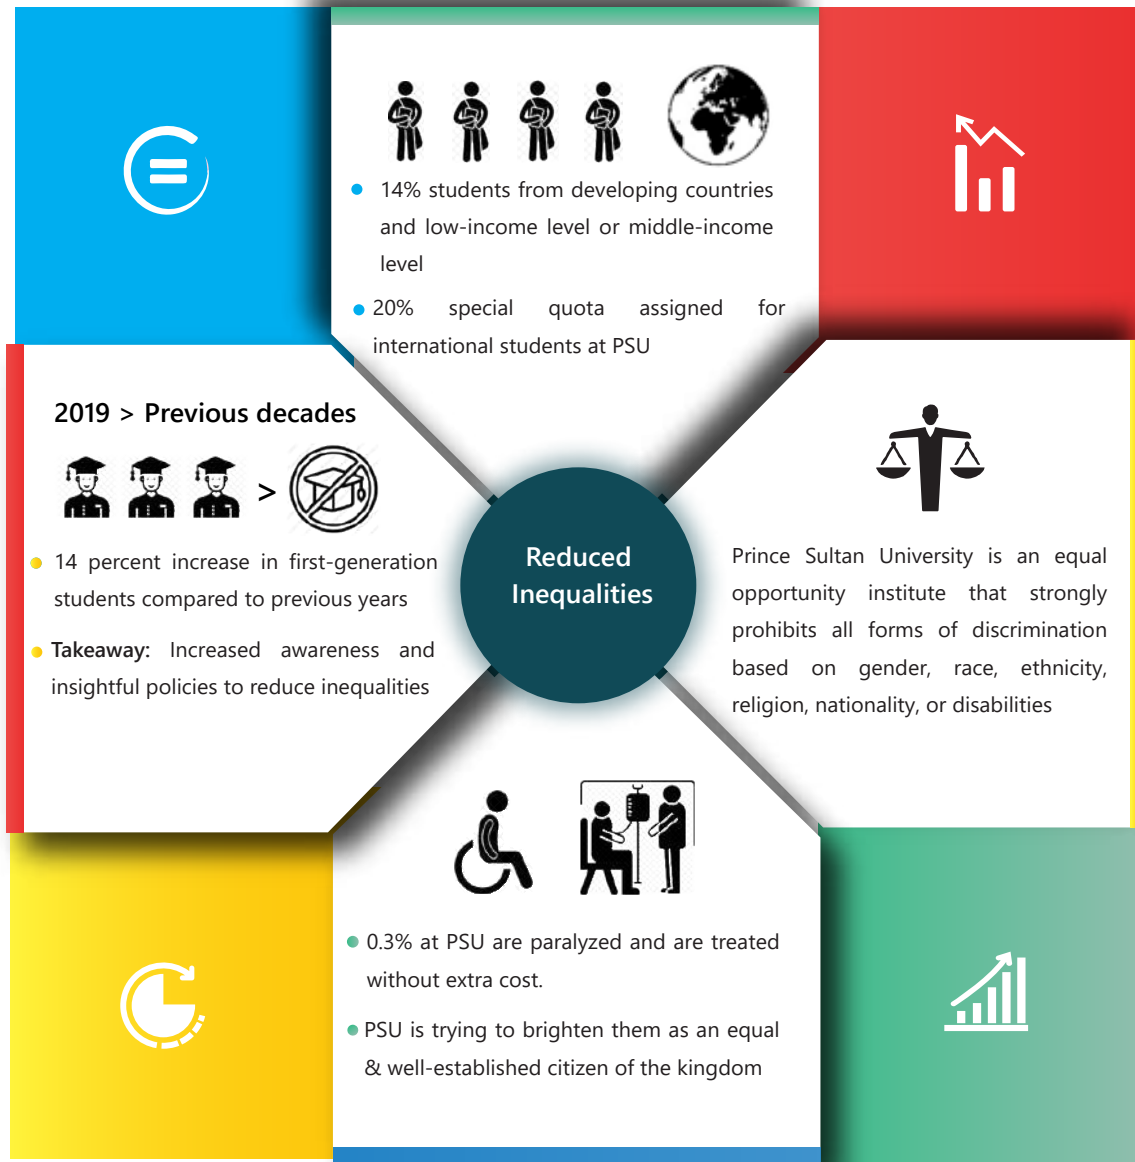 14% students from developing countries
and low-income level or middle-income
level
20% special quota assigned for
international students at PSU
2019 > Previous decades
>
14 percent increase in first-generation
students compared to previous years
Takeaway: Increased awareness and
insightful policies to reduce inequalities
Reduced
Inequalities
Prince Sultan University is an equal
opportunity institute that strongly
prohibits all forms of discrimination
based on gender, race, ethnicity,
religion, nationality, or disabilities
0.3% at PSU are paralyzed and are treated
without extra cost.
PSU is trying to brighten them as an equal
& well-established citizen of the kingdom